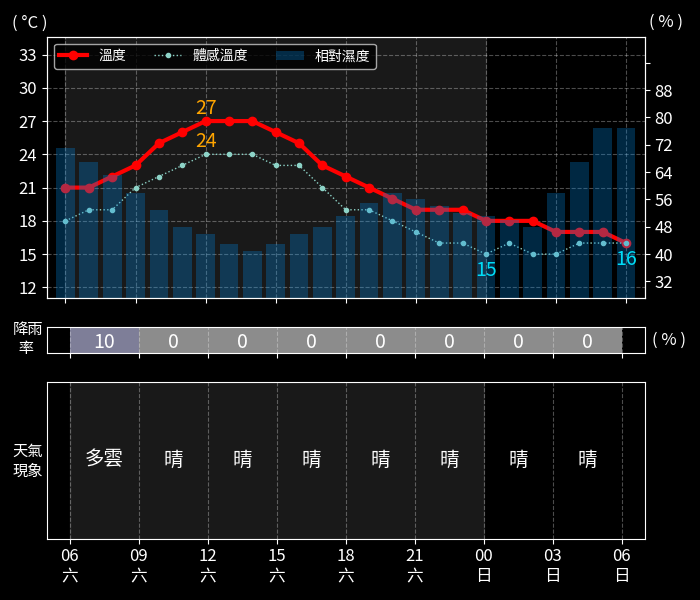 ( °C )
( % )
溫度
體感溫度
相對濕度
33
30
27
24
21
18
15
12
88
80
72
64
56
48
40
32
27
24
15
16
降雨
率
10 0 0 0 0 0 0 0
( % )
天氣
現象
多雲 晴 晴 晴 晴 晴 晴 晴
06 09 12 15 18 21 00 03 06
六 六 六 六 六 六 日 日 日